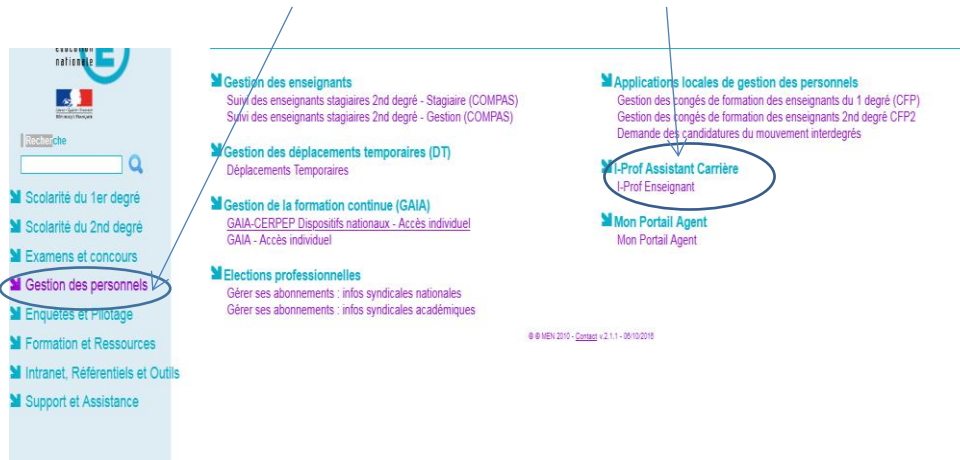 nationale
E
Recherche
Scolarité du 1er degré
Scolarité du 2nd degré
Examens et concours
Gestion des personnels
Enquêtes et Pilotage
Formation et Ressources
Intranet, Référentiels et Outils
Support et Assistance
Gestion des enseignants
Suivi des enseignants stagiaires 2nd degré - Stagiaire (COMPAS)
Suivi des enseignants stagiaires 2nd degré - Gestion (COMPAS)
Gestion des déplacements temporaires (DT)
Déplacements Temporaires
Gestion de la formation continue (GAIA)
GAIA-CERPEP Dispositifs nationaux - Accès individuel
GAIA - Accès individuel
Elections professionnelles
Gérer ses abonnements : infos syndicales nationales
Gérer ses abonnements : infos syndicales académiques
Applications locales de gestion des personnels
Gestion des congés de formation des enseignants du 1 degré (CFP)
Gestion des congés de formation des enseignants 2nd degré CFP2
Demande des candidatures du mouvement interdegrés
I-Prof Assistant Carrière
I-Prof Enseignant
Mon Portail Agent
Mon Portail Agent
© @ MEN 2010 - Contact v.2.1.1 - 06/10/2016